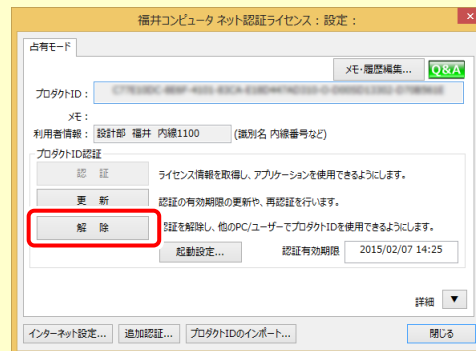 福井コンピュータ ネット認証ライセンス：設定：
×
占有モード
メモ・履歴編集... Q&A
プロダクトID：
メモ：
利用者情報： 設計部 福井 内線1100 (識別名 内線番号など)
プロダクトID認証
認 証 ライセンス情報を取得し、アプリケーションを使用できるようにします。
更 新 認証の有効期限の更新や、再認証を行います。
解 除 認証を解除し、他のPC/ユーザーでプロダクトIDを使用できるようにします。
起動設定... 認証有効期限 2015/02/07 14:25
詳細 ▼
インターネット設定... 追加認証... プロダクトIDのインポート... 閉じる